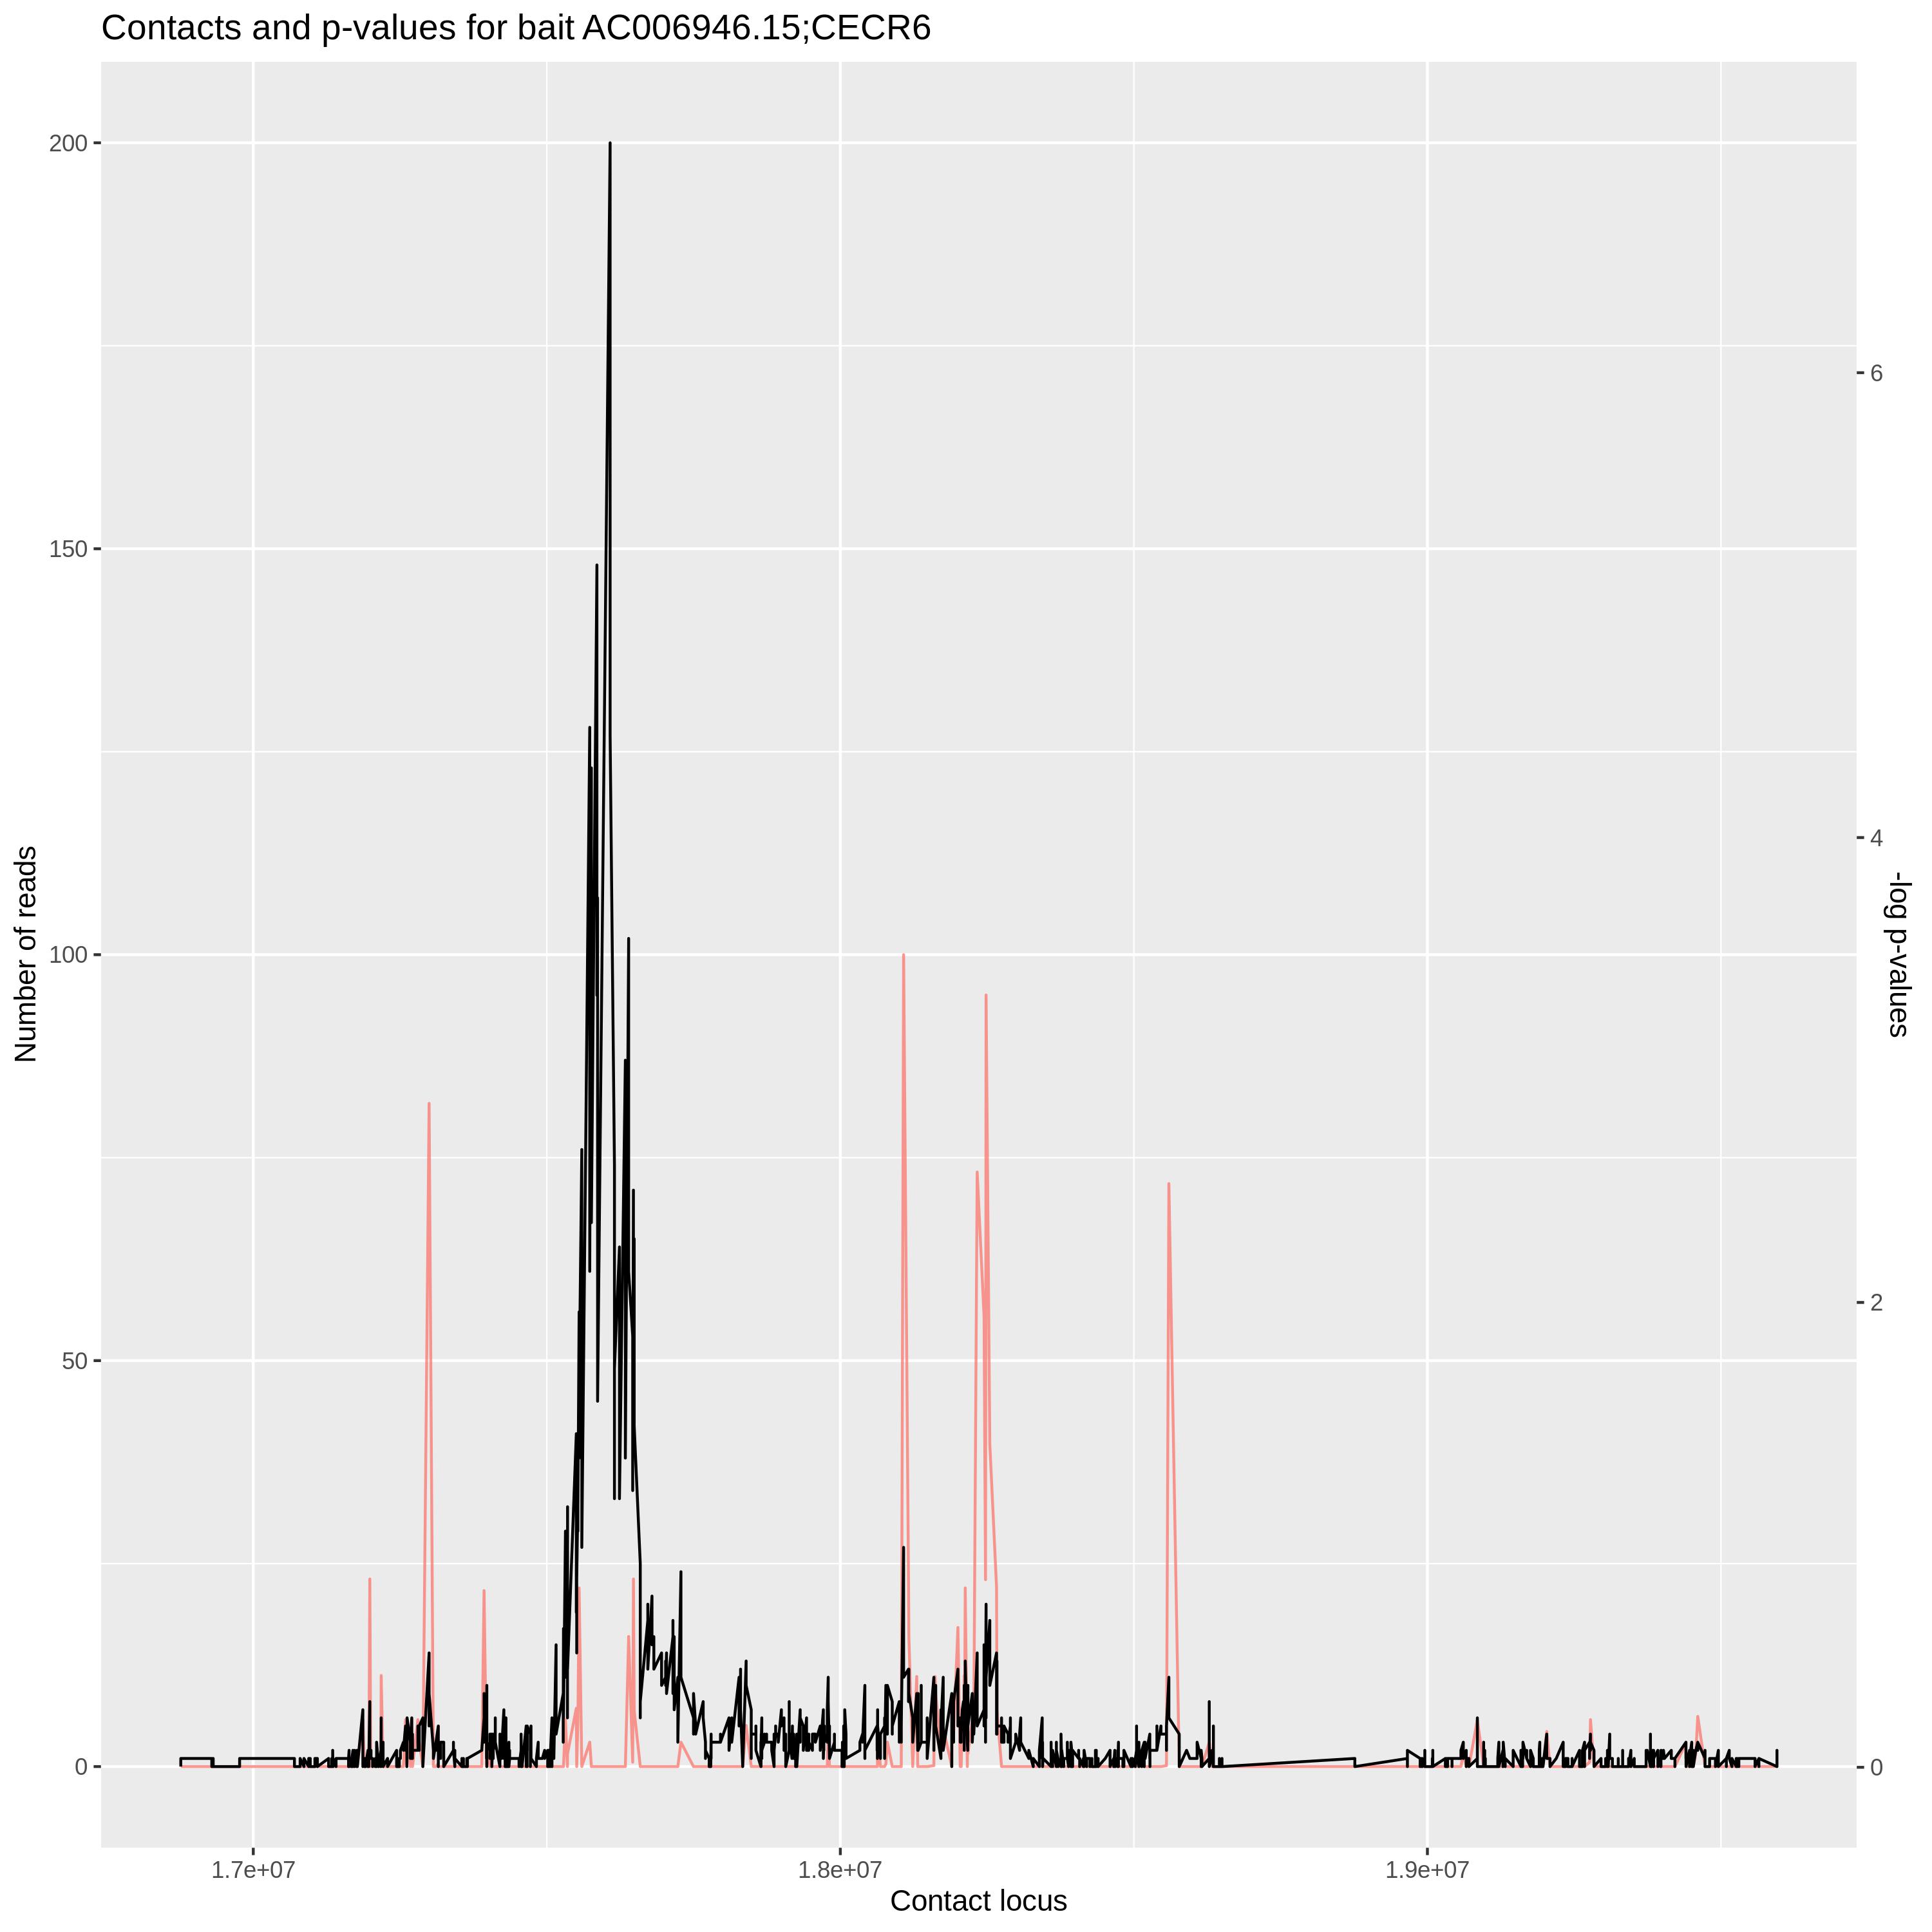 Contacts and p-values for bait AC006946.15;CECR6
200
150
100
50
0
Number of reads
6
4
2
0
-log p-values
1.7e+07
1.8e+07
1.9e+07
Contact locus